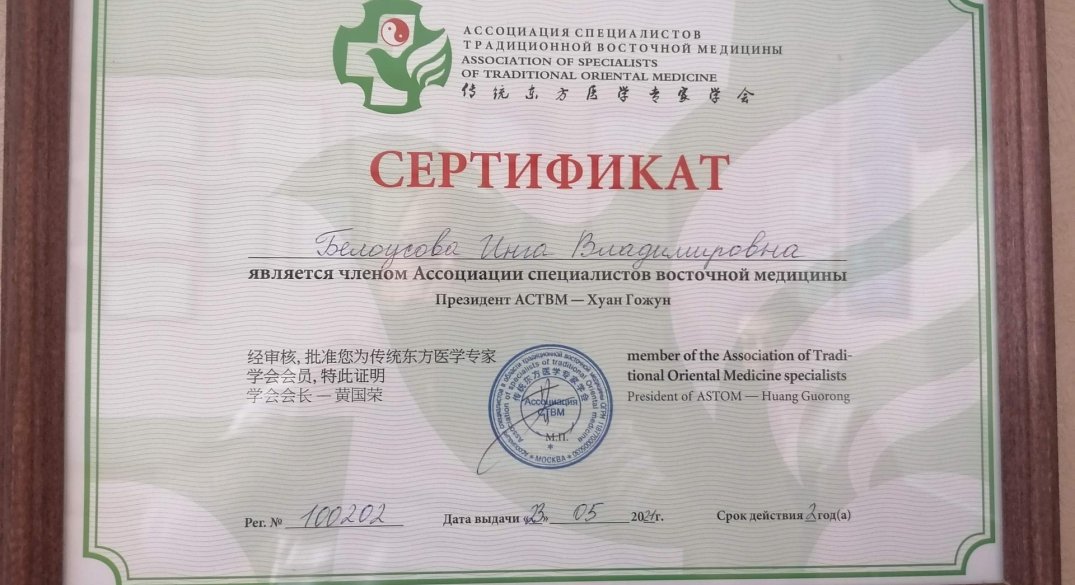 АССОЦИАЦИЯ СПЕЦИАЛИСТОВ
ТРАДИЦИОННОЙ ВОСТОЧНОЙ МЕДИЦИНЫ
ASSOCIATION OF SPECIALISTS
OF TRADITIONAL ORIENTAL MEDICINE
传统东方医学专家学会
СЕРТИФИКАТ
Белоусова Инга Владимировна
является членом Ассоциации специалистов восточной медицины
Президент АСТВМ — Хуан Гожун
经审核, 批准您为传统东方医学专家
学会会员, 特此证明
学会会长 — 黄国荣
Ассоциация
СТВМ
М.П.
* МОСКВА *
member of the Association of Tradi-
tional Oriental Medicine specialists
President of ASTOM — Huang Guorong
Рег. № 100202
Дата выдачи «23» 05 2021г.
Срок действия 2 год(а)